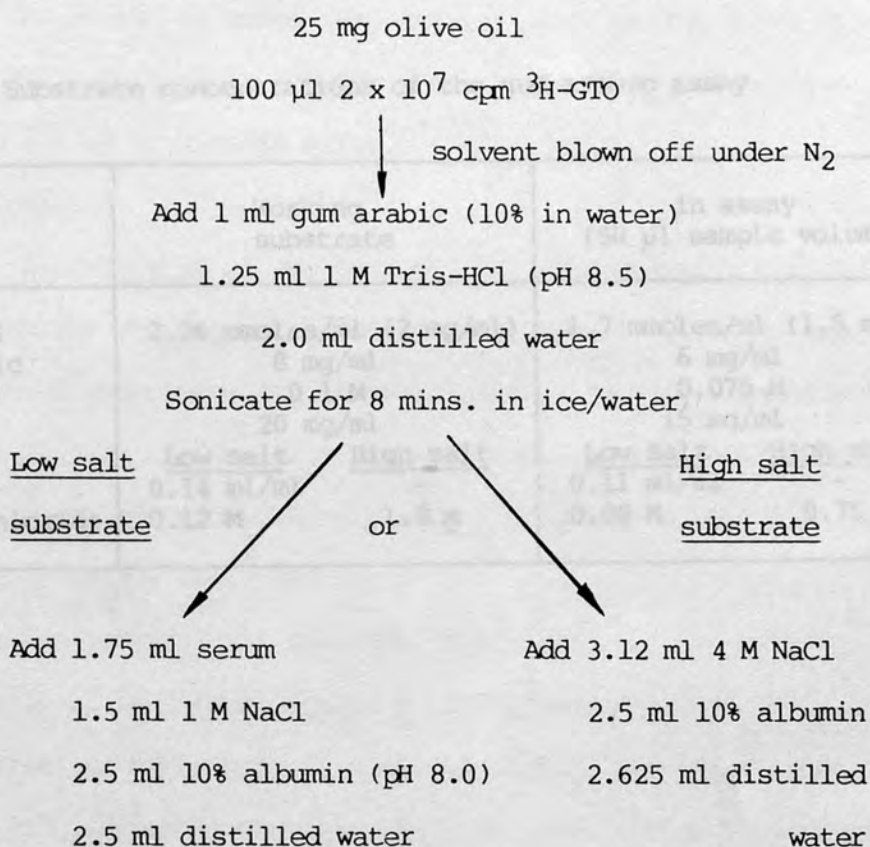 25 mg olive oil
100 µl 2 x 10⁷ cpm ³H-GTO
solvent blown off under N₂
Add 1 ml gum arabic (10% in water)
1.25 ml 1 M Tris-HCl (pH 8.5)
2.0 ml distilled water
Sonicate for 8 mins. in ice/water
Low salt
substrate
or
High salt
substrate
Add 1.75 ml serum
1.5 ml 1 M NaCl
2.5 ml 10% albumin (pH 8.0)
2.5 ml distilled water
Add 3.12 ml 4 M NaCl
2.5 ml 10% albumin
2.625 ml distilled
water